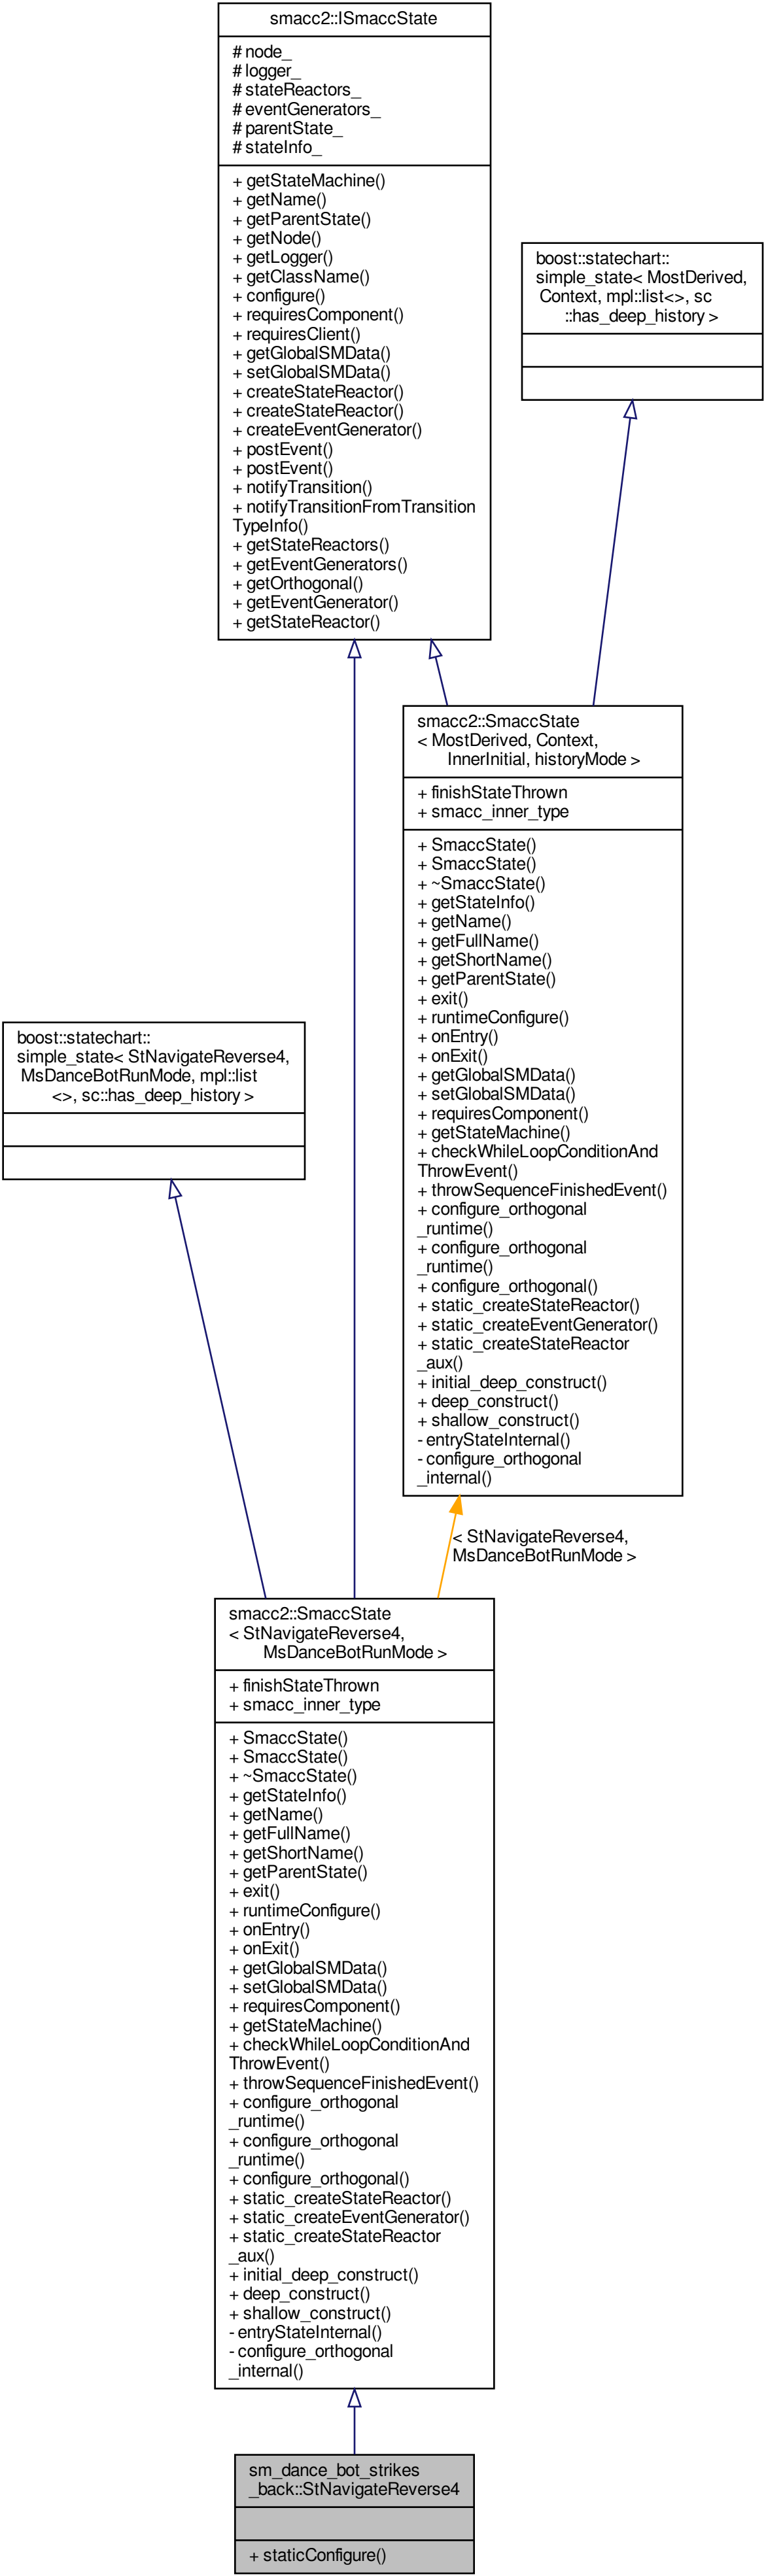 smacc2::ISmaccState
# node_
# logger_
# stateReactors_
# eventGenerators_
# parentState_
# stateInfo_
+ getStateMachine()
+ getName()
+ getParentState()
+ getNode()
+ getLogger()
+ getClassName()
+ configure()
+ requiresComponent()
+ requiresClient()
+ getGlobalSMData()
+ setGlobalSMData()
+ createStateReactor()
+ createStateReactor()
+ createEventGenerator()
+ postEvent()
+ postEvent()
+ notifyTransition()
+ notifyTransitionFromTransition
TypeInfo()
+ getStateReactors()
+ getEventGenerators()
+ getOrthogonal()
+ getEventGenerator()
+ getStateReactor()
boost::statechart::
simple_state< MostDerived,
Context, mpl::list<>, sc
::has_deep_history >
smacc2::SmaccState
< MostDerived, Context,
InnerInitial, historyMode >
+ finishStateThrown
+ smacc_inner_type
+ SmaccState()
+ SmaccState()
+ ~SmaccState()
+ getStateInfo()
+ getName()
+ getFullName()
+ getShortName()
+ getParentState()
+ exit()
+ runtimeConfigure()
+ onEntry()
+ onExit()
+ getGlobalSMData()
+ setGlobalSMData()
+ requiresComponent()
+ getStateMachine()
+ checkWhileLoopConditionAnd
ThrowEvent()
+ throwSequenceFinishedEvent()
+ configure_orthogonal
_runtime()
+ configure_orthogonal
_runtime()
+ configure_orthogonal()
+ static_createStateReactor()
+ static_createEventGenerator()
+ static_createStateReactor
_aux()
+ initial_deep_construct()
+ deep_construct()
+ shallow_construct()
- entryStateInternal()
- configure_orthogonal
_internal()
boost::statechart::
simple_state< StNavigateReverse4,
MsDanceBotRunMode, mpl::list
<>, sc::has_deep_history >
< StNavigateReverse4,
MsDanceBotRunMode >
smacc2::SmaccState
< StNavigateReverse4,
MsDanceBotRunMode >
+ finishStateThrown
+ smacc_inner_type
+ SmaccState()
+ SmaccState()
+ ~SmaccState()
+ getStateInfo()
+ getName()
+ getFullName()
+ getShortName()
+ getParentState()
+ exit()
+ runtimeConfigure()
+ onEntry()
+ onExit()
+ getGlobalSMData()
+ setGlobalSMData()
+ requiresComponent()
+ getStateMachine()
+ checkWhileLoopConditionAnd
ThrowEvent()
+ throwSequenceFinishedEvent()
+ configure_orthogonal
_runtime()
+ configure_orthogonal
_runtime()
+ configure_orthogonal()
+ static_createStateReactor()
+ static_createEventGenerator()
+ static_createStateReactor
_aux()
+ initial_deep_construct()
+ deep_construct()
+ shallow_construct()
- entryStateInternal()
- configure_orthogonal
_internal()
sm_dance_bot_strikes
_back::StNavigateReverse4
+ staticConfigure()